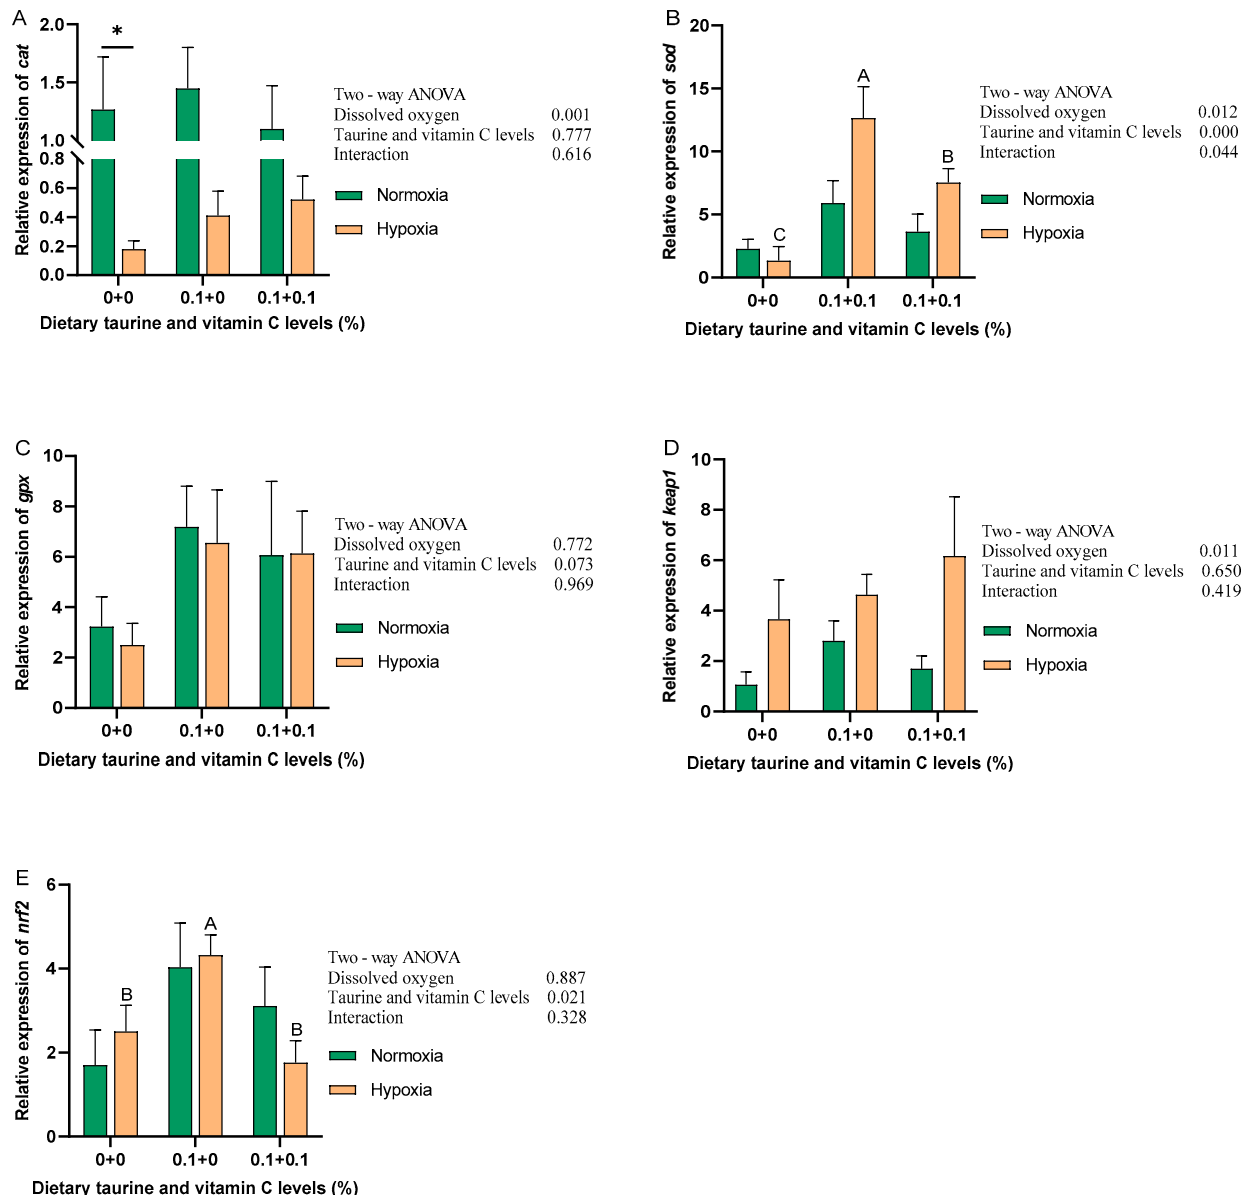 A
Relative expression of cat
2.0
1.5
1.0
0.8
0.6
0.4
0.2
0.0
*
0+0
0.1+0
0.1+0.1
Dietary taurine and vitamin C levels (%)
Two - way ANOVA
Dissolved oxygen 0.001
Taurine and vitamin C levels 0.777
Interaction 0.616
Normoxia
Hypoxia
B
Relative expression of sod
20
15
10
5
0
C
A
B
0+0
0.1+0.1
0.1+0.1
Dietary taurine and vitamin C levels (%)
Two - way ANOVA
Dissolved oxygen 0.012
Taurine and vitamin C levels 0.000
Interaction 0.044
Normoxia
Hypoxia
C
Relative expression of gpx
10
8
6
4
2
0
0+0
0.1+0
0.1+0.1
Dietary taurine and vitamin C levels (%)
Two - way ANOVA
Dissolved oxygen 0.772
Taurine and vitamin C levels 0.073
Interaction 0.969
Normoxia
Hypoxia
D
Relative expression of keap1
10
8
6
4
2
0
0+0
0.1+0
0.1+0.1
Dietary taurine and vitamin C levels (%)
Two - way ANOVA
Dissolved oxygen 0.011
Taurine and vitamin C levels 0.650
Interaction 0.419
Normoxia
Hypoxia
E
Relative expression of nrf2
6
4
2
0
B
A
B
0+0
0.1+0
0.1+0.1
Dietary taurine and vitamin C levels (%)
Two - way ANOVA
Dissolved oxygen 0.887
Taurine and vitamin C levels 0.021
Interaction 0.328
Normoxia
Hypoxia